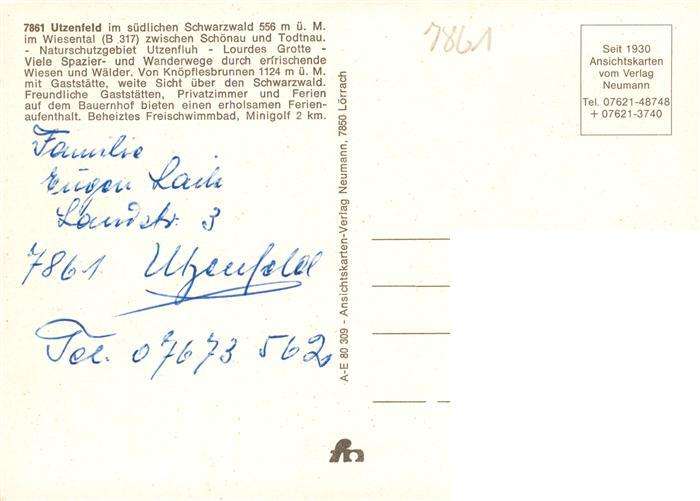 7861 Utzenfeld im südlichen Schwarzwald 556 m ü. M.
im Wiesental (B 317) zwischen Schönau und Todtnau.
- Naturschutzgebiet Utzenfluh - Lourdes Grotte -
Viele Spazier- und Wanderwege durch erfrischende
Wiesen und Wälder. Von Knöpflesbrunnen 1124 m ü. M.
mit Gaststätte, weite Sicht über den Schwarzwald.
Freundliche Gaststätten, Privatzimmer und Ferien
auf dem Bauernhof bieten einen erholsamen Ferien-
aufenthalt. Beheiztes Freischwimmbad, Minigolf 2 km.
Familie
Eugen
Landstr. 3
7861 Utzenfeld
Tel. 07673 562
A-E 80 309 - Ansichtskarten-Verlag Neumann, 7850 Lörrach
7861
Seit 1930
Ansichtskarten
vom Verlag
Neumann
Tel. 07621-48748
+ 07621-3740